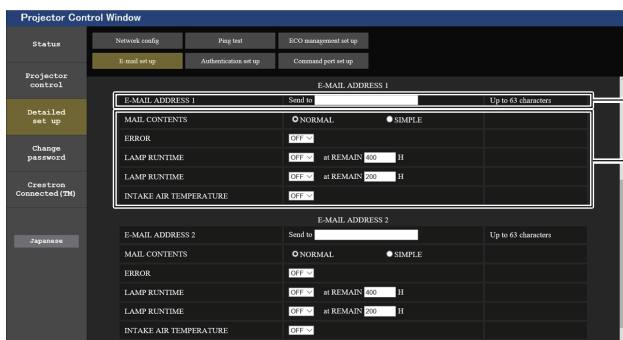 Projector Control Window
Status
Projector control
Detailed set up
Change password
Crestron Connected(TM)
Japanese
Network config Ping test ECO management set up
E-mail set up Authentication set up Command port set up
E-MAIL ADDRESS 1
E-MAIL ADDRESS 1 Send to Up to 63 characters
MAIL CONTENTS NORMAL SIMPLE
ERROR OFF
LAMP RUNTIME OFF at REMAIN 400 H
LAMP RUNTIME OFF at REMAIN 200 H
INTAKE AIR TEMPERATURE OFF
E-MAIL ADDRESS 2
E-MAIL ADDRESS 2 Send to Up to 63 characters
MAIL CONTENTS NORMAL SIMPLE
ERROR OFF
LAMP RUNTIME OFF at REMAIN 400 H
LAMP RUNTIME OFF at REMAIN 200 H
INTAKE AIR TEMPERATURE OFF